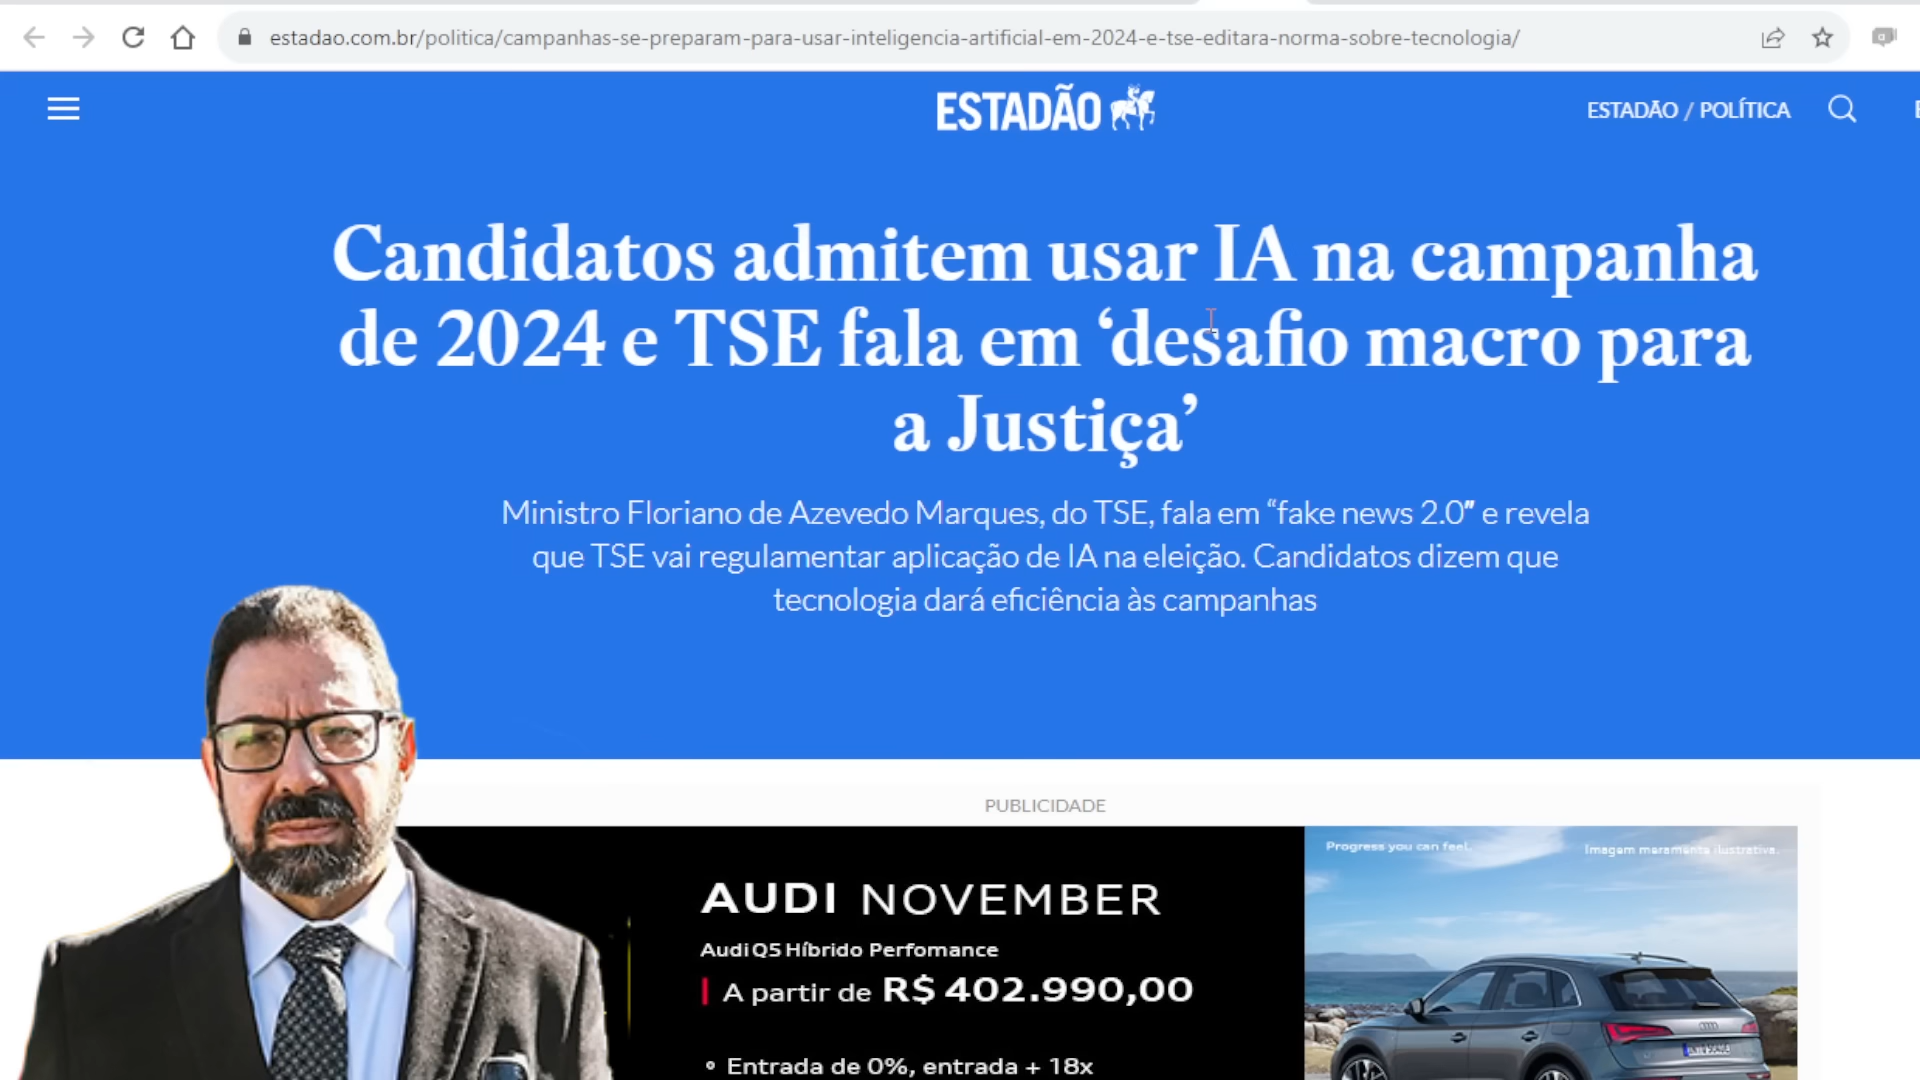 estadao.com.br/politica/campanhas-se-preparam-para-usar-inteligencia-artificial-em-2024-e-tse-editara-norma-sobre-tecnologia/
ESTADÃO
ESTADÃO / POLÍTICA
Candidatos admitem usar IA na campanha
de 2024 e TSE fala em ‘desafio macro para
a Justiça’
Ministro Floriano de Azevedo Marques, do TSE, fala em “fake news 2.0” e revela
que TSE vai regulamentar aplicação de IA na eleição. Candidatos dizem que
tecnologia dará eficiência às campanhas
PUBLICIDADE
Progress you can feel.
Imagem meramente ilustrativa.
AUDI NOVEMBER
Audi Q5 Híbrido Perfomance
A partir de R$ 402.990,00
Entrada de 0%, entrada + 18x